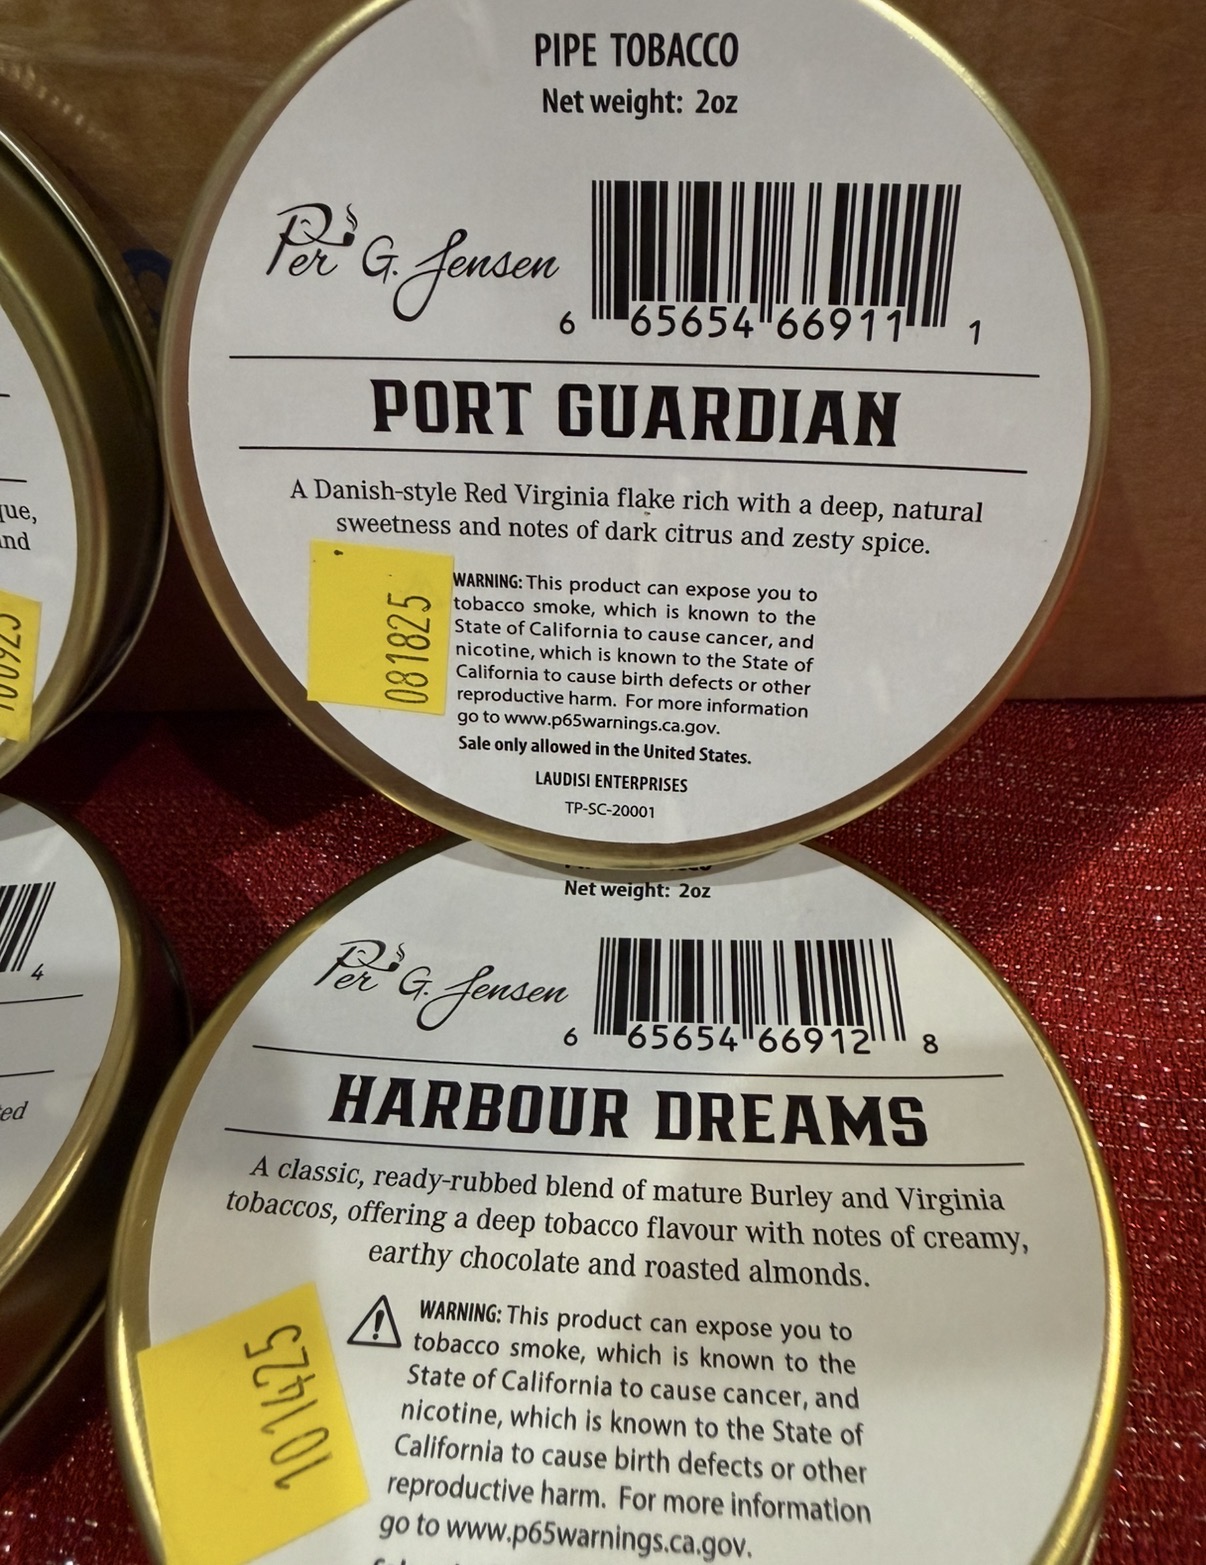 PIPE TOBACCO
Net weight: 2oz
Per G. Jensen
6 65654 66911 1
PORT GUARDIAN
A Danish-style Red Virginia flake rich with a deep, natural
sweetness and notes of dark citrus and zesty spice.
081825
WARNING: This product can expose you to
tobacco smoke, which is known to the
State of California to cause cancer, and
nicotine, which is known to the State of
California to cause birth defects or other
reproductive harm. For more information
go to www.p65warnings.ca.gov.
Sale only allowed in the United States.
LAUDISI ENTERPRISES
TP-SC-20001
Net weight: 2oz
Per G. Jensen
6 65654 66912 8
HARBOUR DREAMS
A classic, ready-rubbed blend of mature Burley and Virginia
tobaccos, offering a deep tobacco flavour with notes of creamy,
earthy chocolate and roasted almonds.
101423
WARNING: This product can expose you to
tobacco smoke, which is known to the
State of California to cause cancer, and
nicotine, which is known to the State of
California to cause birth defects or other
reproductive harm. For more information
go to www.p65warnings.ca.gov.
4